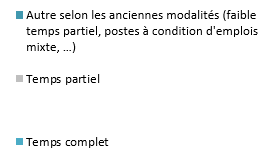 Autre selon les anciennes modalités (faible
temps partiel, postes à condition d'emplois
mixte, ...)
Temps partiel
Temps complet